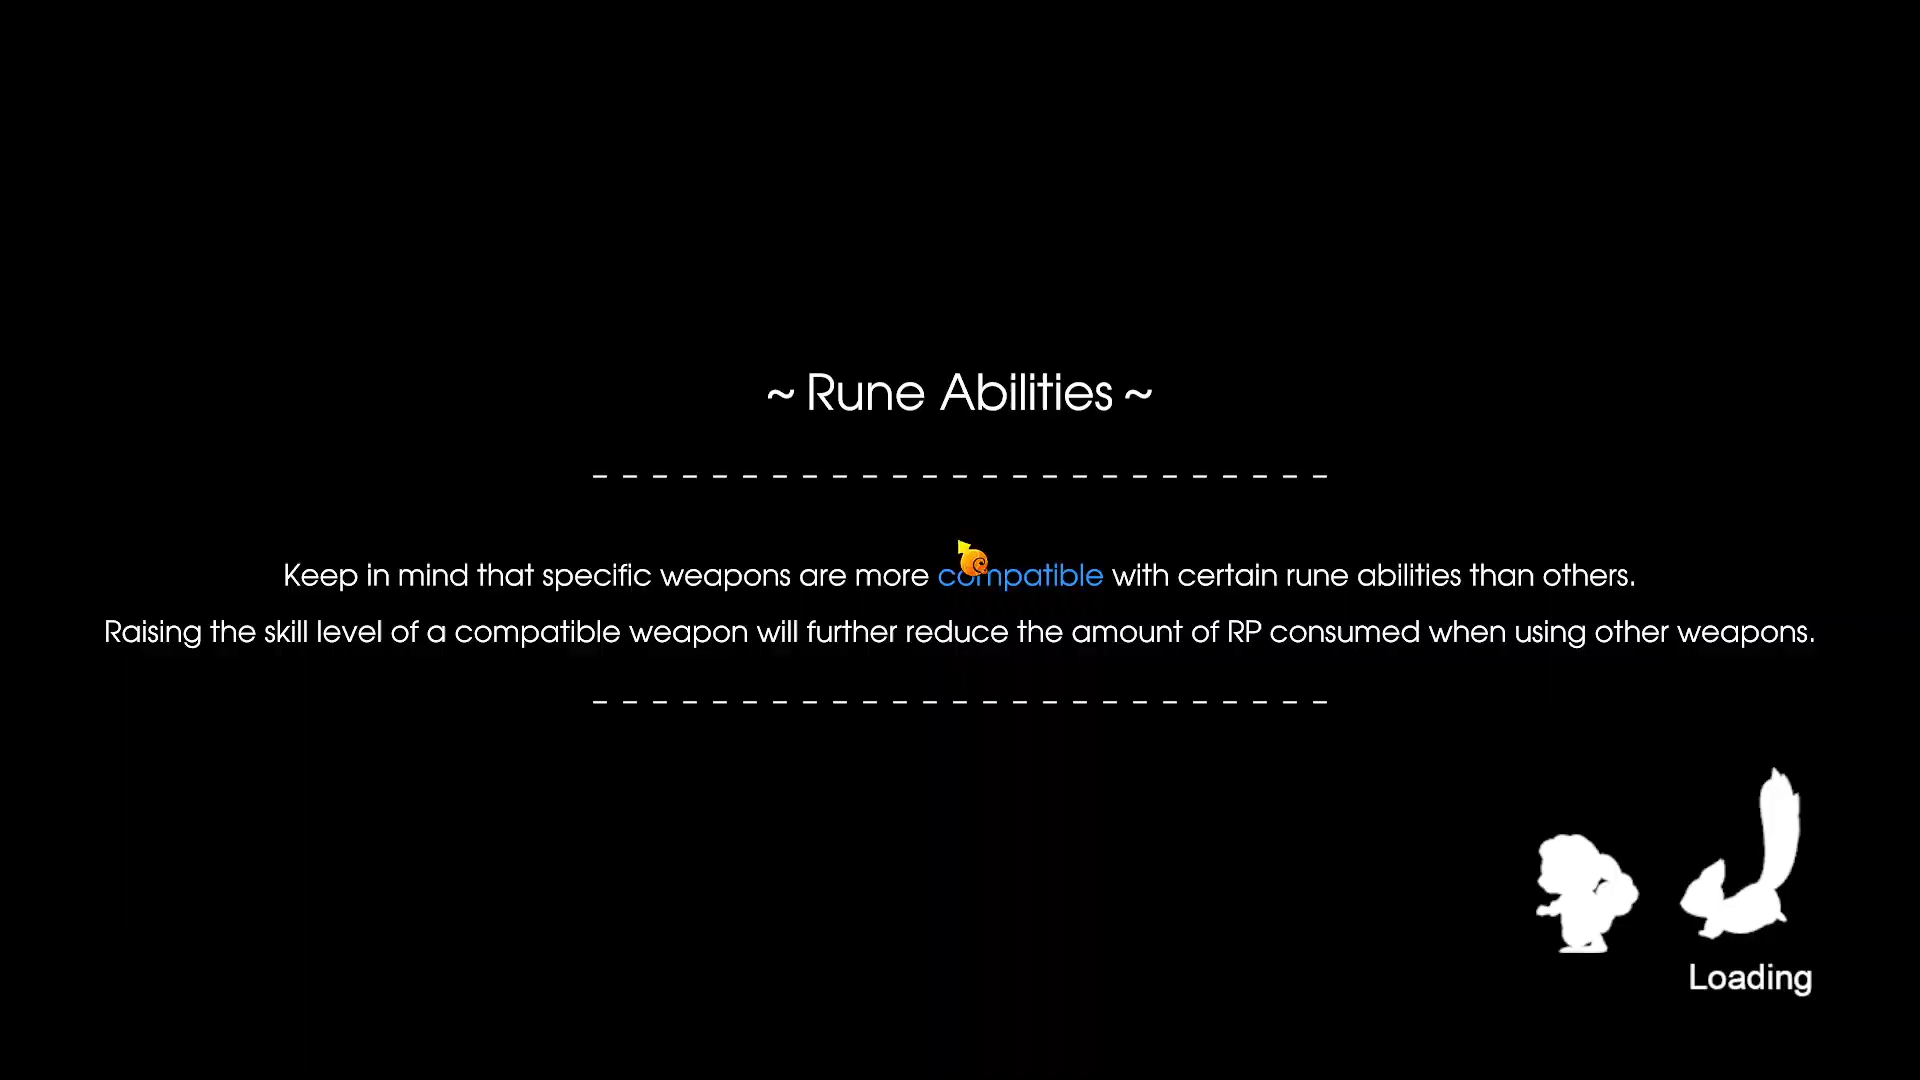 ~ Rune Abilities ~
Keep in mind that specific weapons are more compatible with certain rune abilities than others.
Raising the skill level of a compatible weapon will further reduce the amount of RP consumed when using other weapons.
Loading